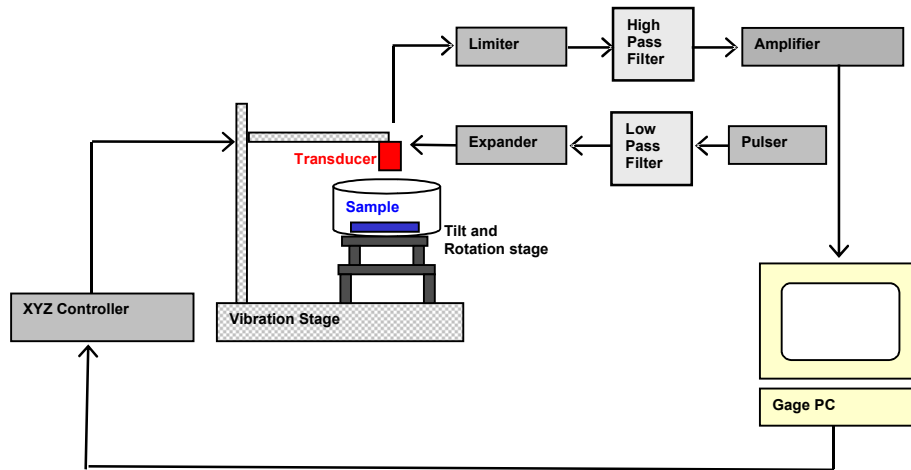 Limiter
High
Pass
Filter
Amplifier
Transducer
Expander
Low
Pass
Filter
Pulser
Sample
Tilt and
Rotation stage
XYZ Controller
Vibration Stage
Gage PC